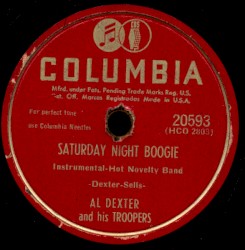 COLUMBIA
Mfd. under Pats. Pending Trade Marks Reg. U.S.
Pat. Off. Marcas Registradas Made in U.S.A.
For perfect tone
use Columbia Needles
20593
(HCO 2803)
SATURDAY NIGHT BOOGIE
Instrumental-Hot Novelty Band
-Dexter-Sells-
AL DEXTER
and his TROOPERS